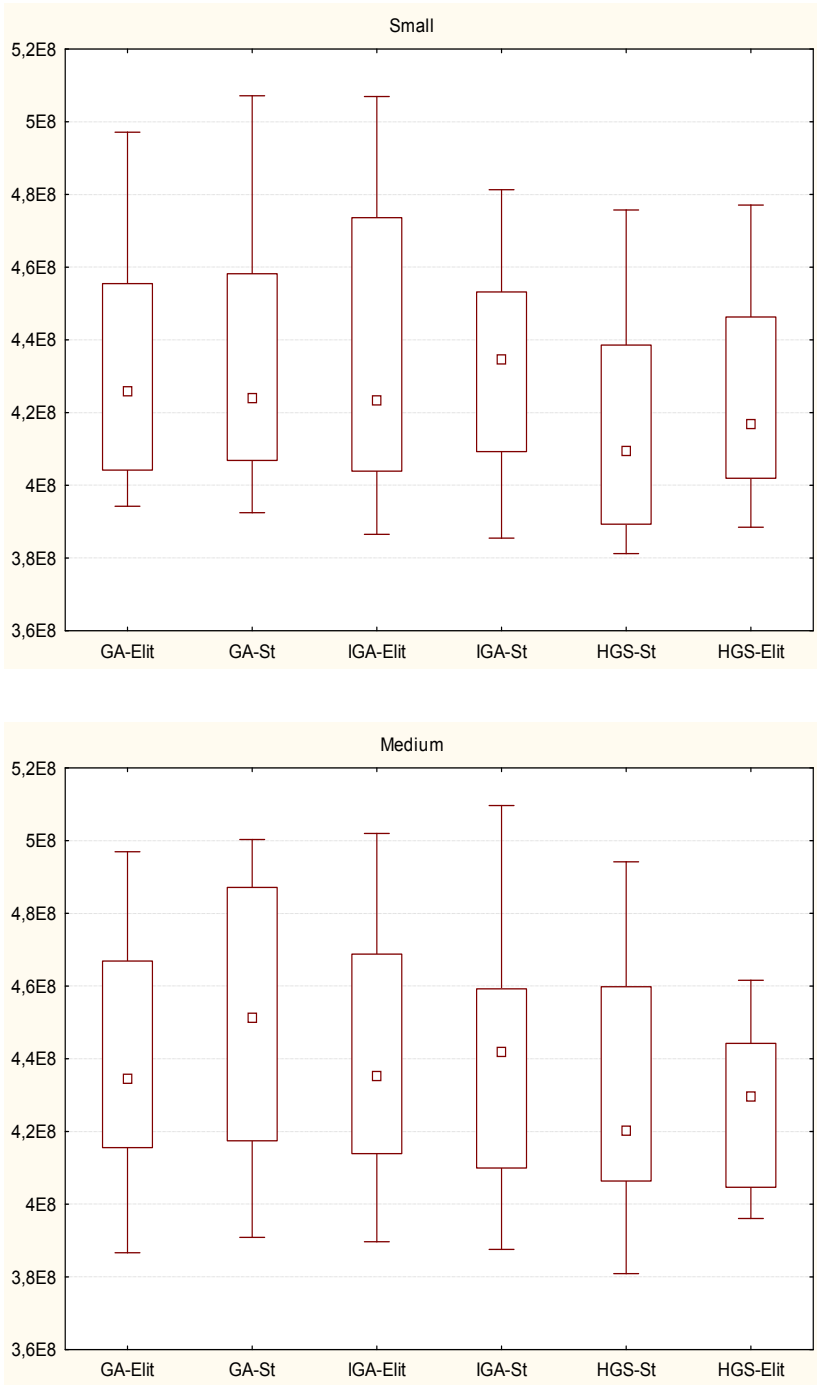 Small
5,2E8
5E8
4,8E8
4,6E8
4,4E8
4,2E8
4E8
3,8E8
3,6E8
GA-Elit GA-St IGA-Elit IGA-St HGS-St HGS-Elit
Medium
5,2E8
5E8
4,8E8
4,6E8
4,4E8
4,2E8
4E8
3,8E8
3,6E8
GA-Elit GA-St IGA-Elit IGA-St HGS-St HGS-Elit